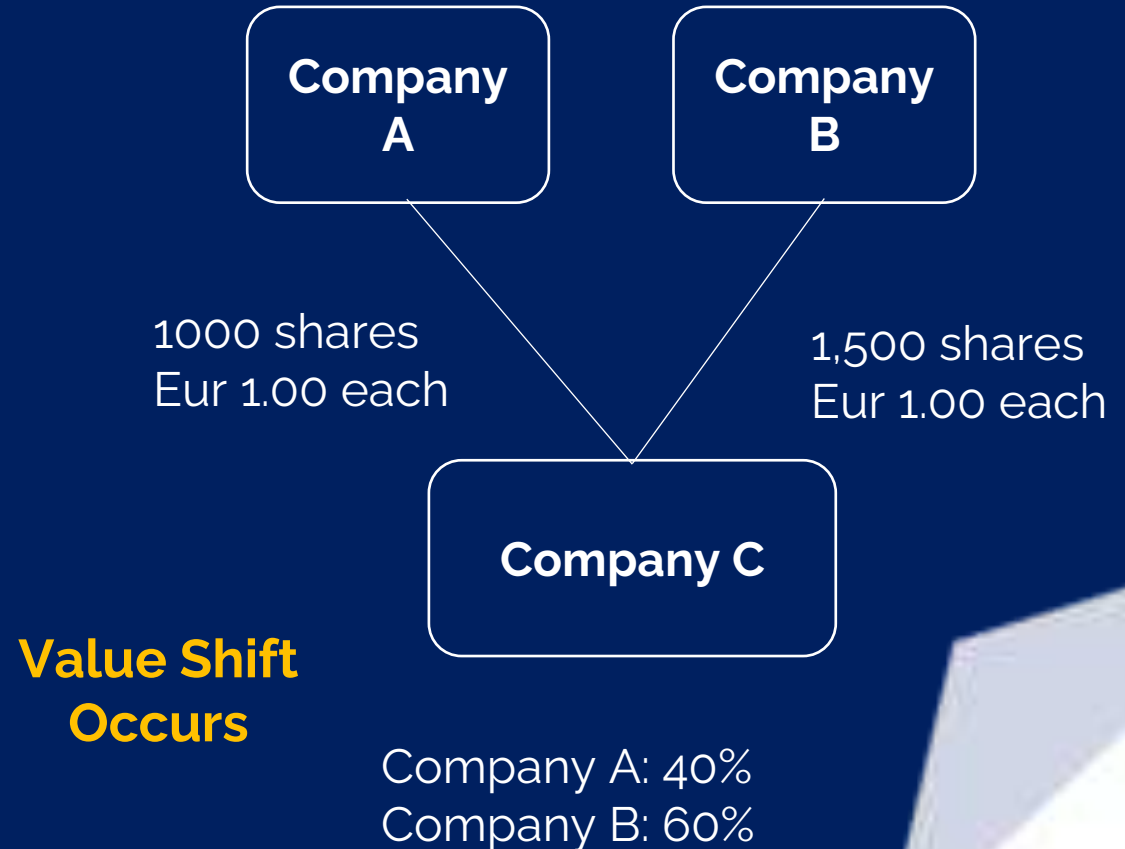 Company
A
Company
B
1000 shares
Eur 1.00 each
1,500 shares
Eur 1.00 each
Company C
Value Shift
Occurs
Company A: 40%
Company B: 60%